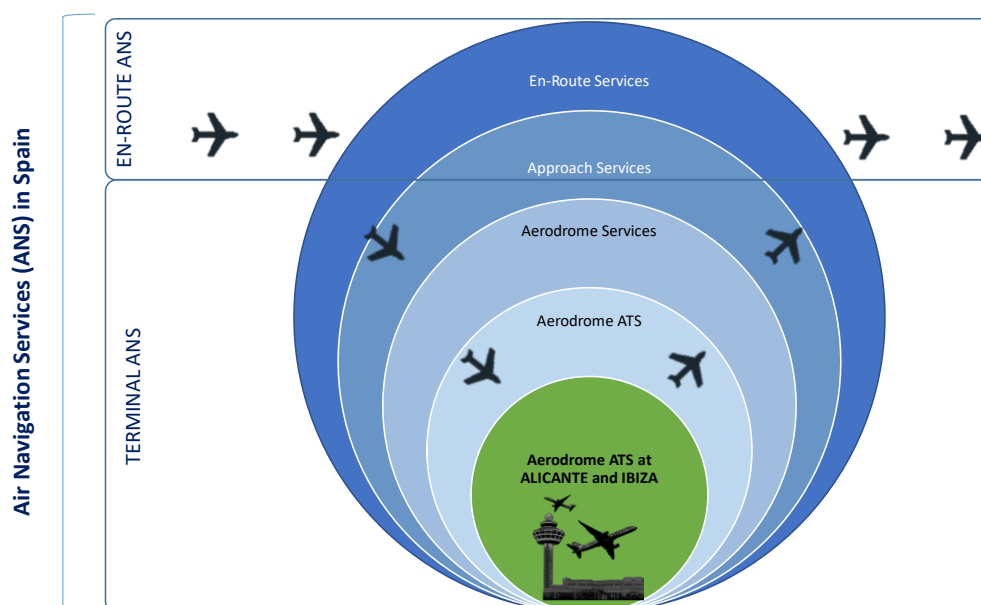 Air Navigation Services (ANS) in Spain
EN-ROUTE ANS
En-Route Services
Approach Services
TERMINAL ANS
Aerodrome Services
Aerodrome ATS
Aerodrome ATS at
ALICANTE and IBIZA